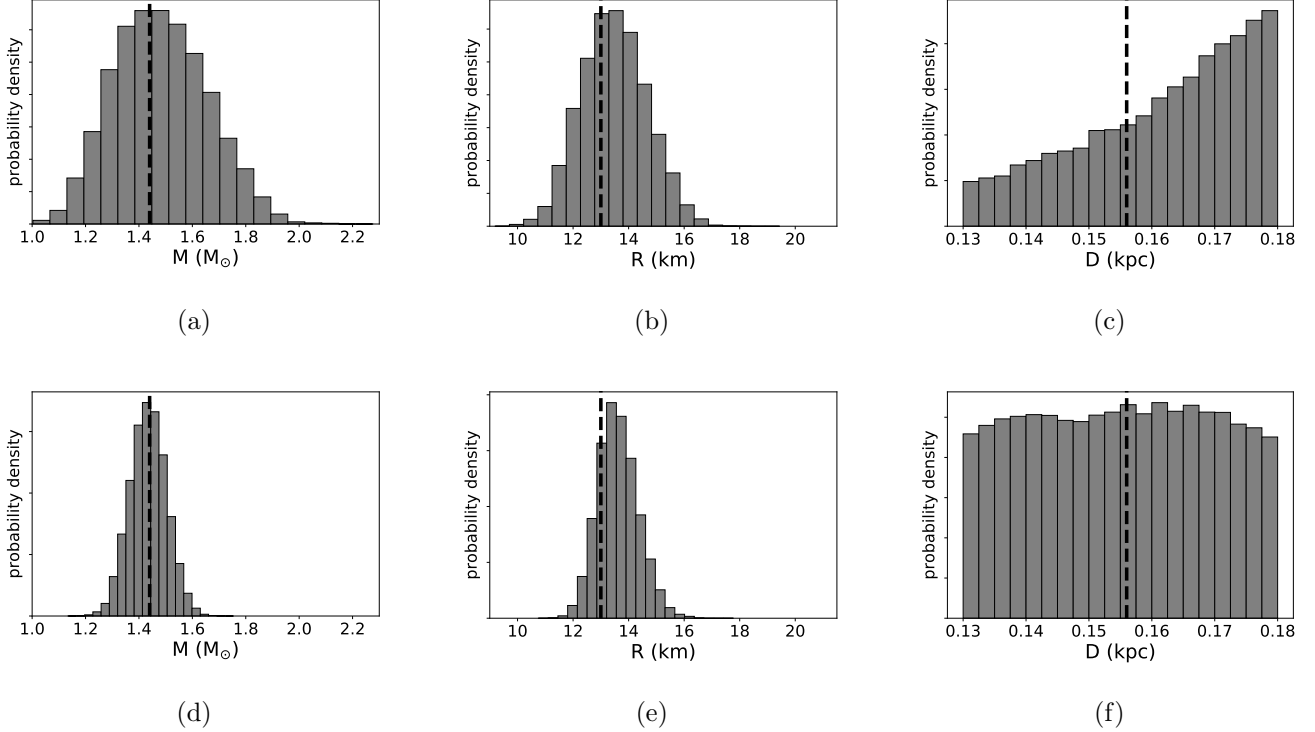 probability density
1.0 1.2 1.4 1.6 1.8 2.0 2.2
M (M⊙)
(a)
probability density
10 12 14 16 18 20
R (km)
(b)
probability density
0.13 0.14 0.15 0.16 0.17 0.18
D (kpc)
(c)
probability density
1.0 1.2 1.4 1.6 1.8 2.0 2.2
M (M⊙)
(d)
probability density
10 12 14 16 18 20
R (km)
(e)
probability density
0.13 0.14 0.15 0.16 0.17 0.18
D (kpc)
(f)